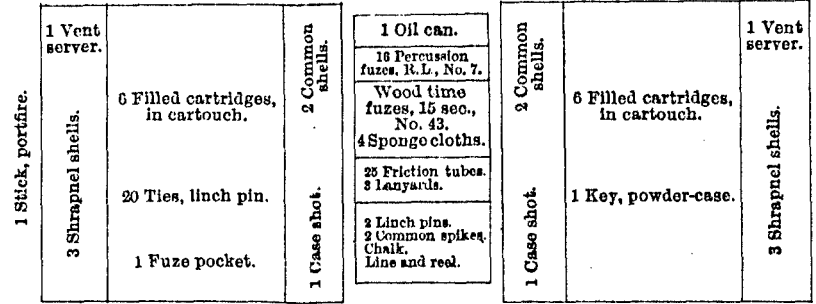 1 Stick, portfire.
1 Vent
server.
3 Shrapnel shells.
6 Filled cartridges,
in cartouch.
20 Ties, linch pin.
1 Fuze pocket.
2 Common
shells.
1 Case shot.
1 Oil can.
16 Percussion
fuzes, R.L., No. 7.
Wood time
fuzes, 15 sec.,
No. 43.
4 Sponge cloths.
25 Friction tubes.
3 lanyards.
2 Linch pins.
2 Common spikes.
Chalk.
Line and reel.
2 Common
shells.
1 Case shot.
6 Filled cartridges,
in cartouch.
1 Key, powder-case.
1 Vent
server.
3 Shrapnel shells.